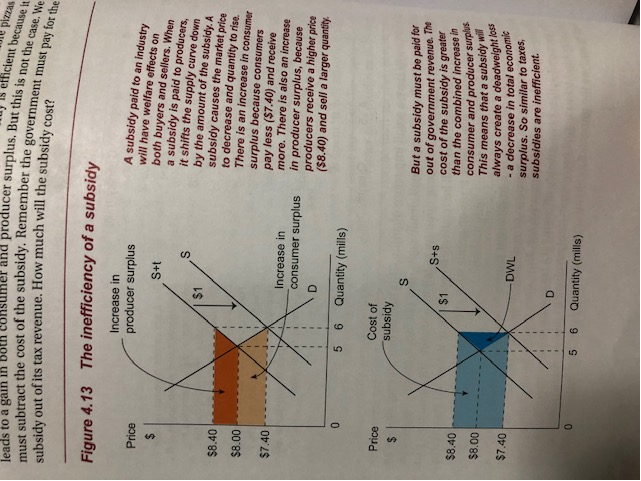 pizzas
is efficient because it
leads to a gain in both consumer and producer surplus. But this is not the case. We
must subtract the cost of the subsidy. Remember the government must pay for the
subsidy out of its tax revenue. How much will the subsidy cost?
Figure 4.13 The inefficiency of a subsidy
Price
$
Increase in
producer surplus
S+t
S
$1
$8.40
$8.00
$7.40
Increase in
consumer surplus
D
0
5
6
Quantity (mills)
A subsidy paid to an industry
will have welfare effects on
both buyers and sellers. When
a subsidy is paid to producers,
it shifts the supply curve down
by the amount of the subsidy. A
subsidy causes the market price
to decrease and quantity to rise.
There is an increase in consumer
surplus because consumers
pay less ($7.40) and receive
more. There is also an increase
in producer surplus, because
producers receive a higher price
($8.40) and sell a larger quantity.
Price
$
Cost of
subsidy
S
S+s
$1
$8.40
$8.00
$7.40
DWL
D
0
5
6
Quantity (mills)
But a subsidy must be paid for
out of government revenue. The
cost of the subsidy is greater
than the combined increase in
consumer and producer surplus.
This means that a subsidy will
always create a deadweight loss
- a decrease in total economic
surplus. So similar to taxes,
subsidies are inefficient.